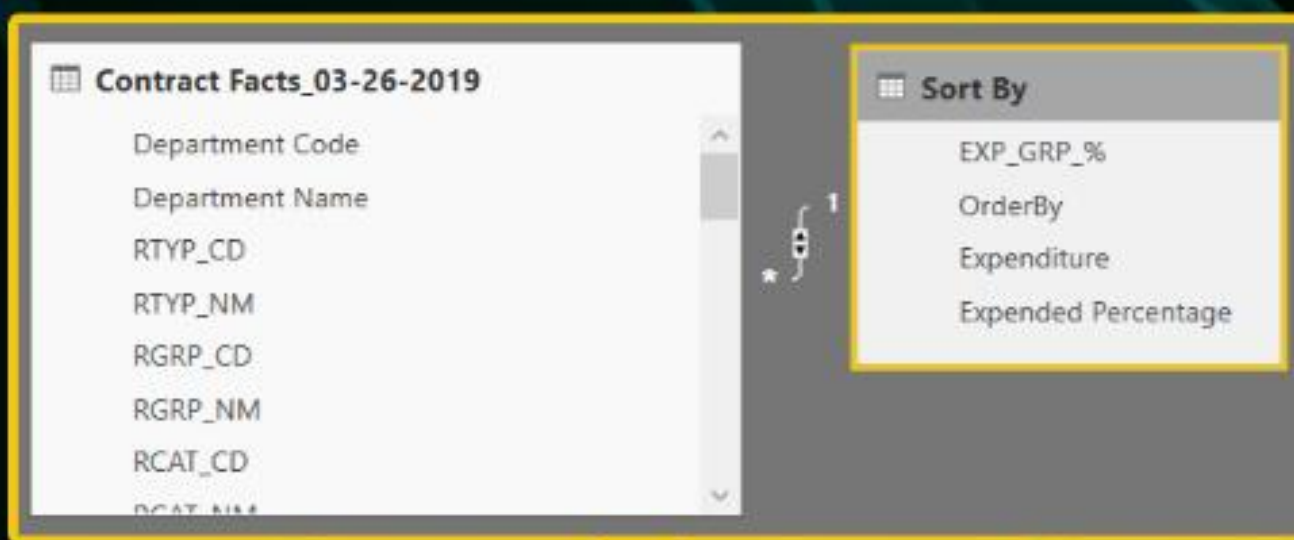 Contract Facts_03-26-2019
Department Code
Department Name
RTYP_CD
RTYP_NM
RGRP_CD
RGRP_NM
RCAT_CD
RCAT_NM
1
*
Sort By
EXP_GRP_%
OrderBy
Expenditure
Expended Percentage